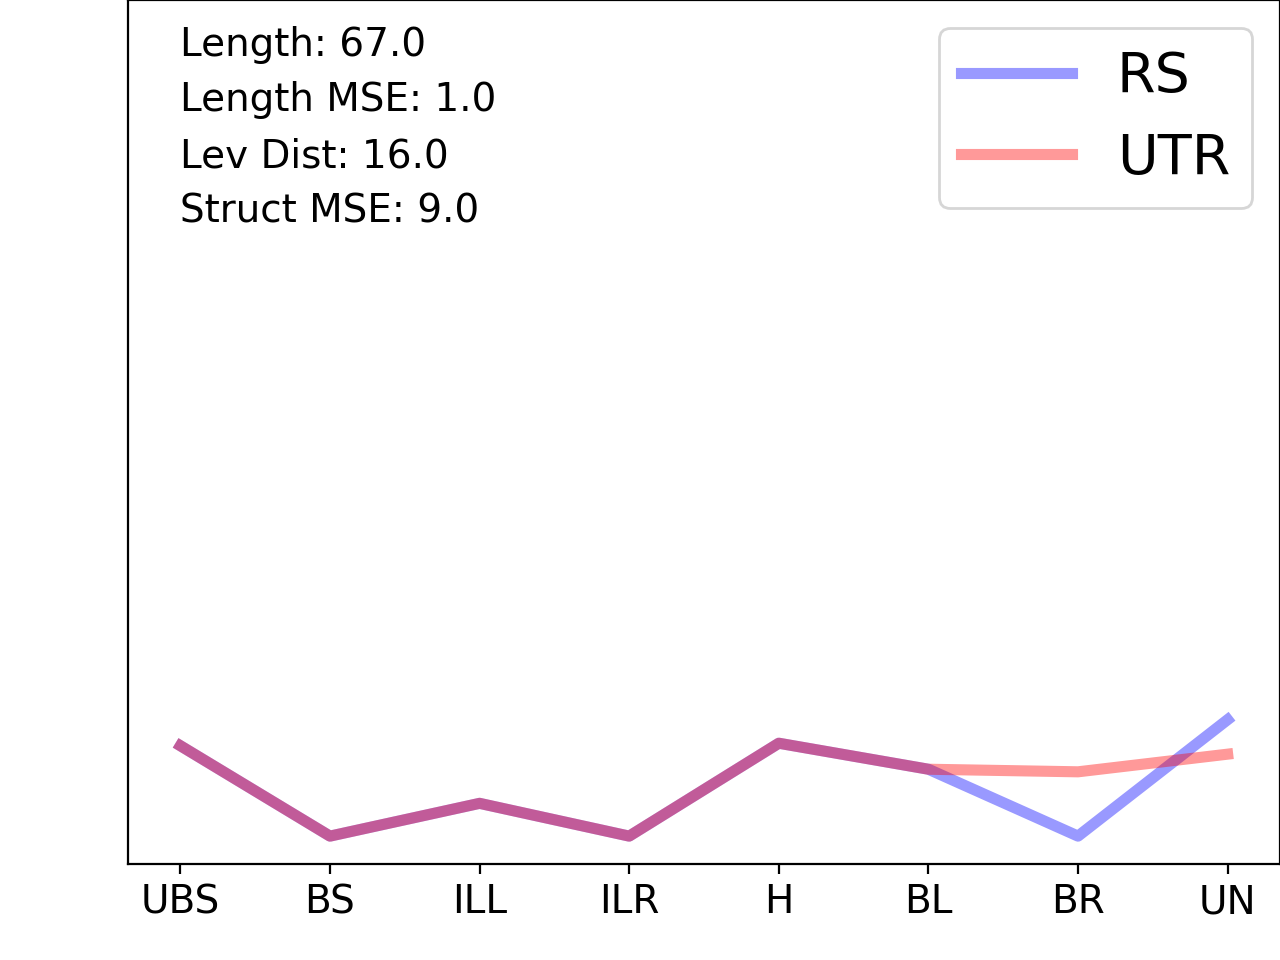 Length: 67.0
Length MSE: 1.0
Lev Dist: 16.0
Struct MSE: 9.0
RS
UTR
UBS BS ILL ILR H BL BR UN